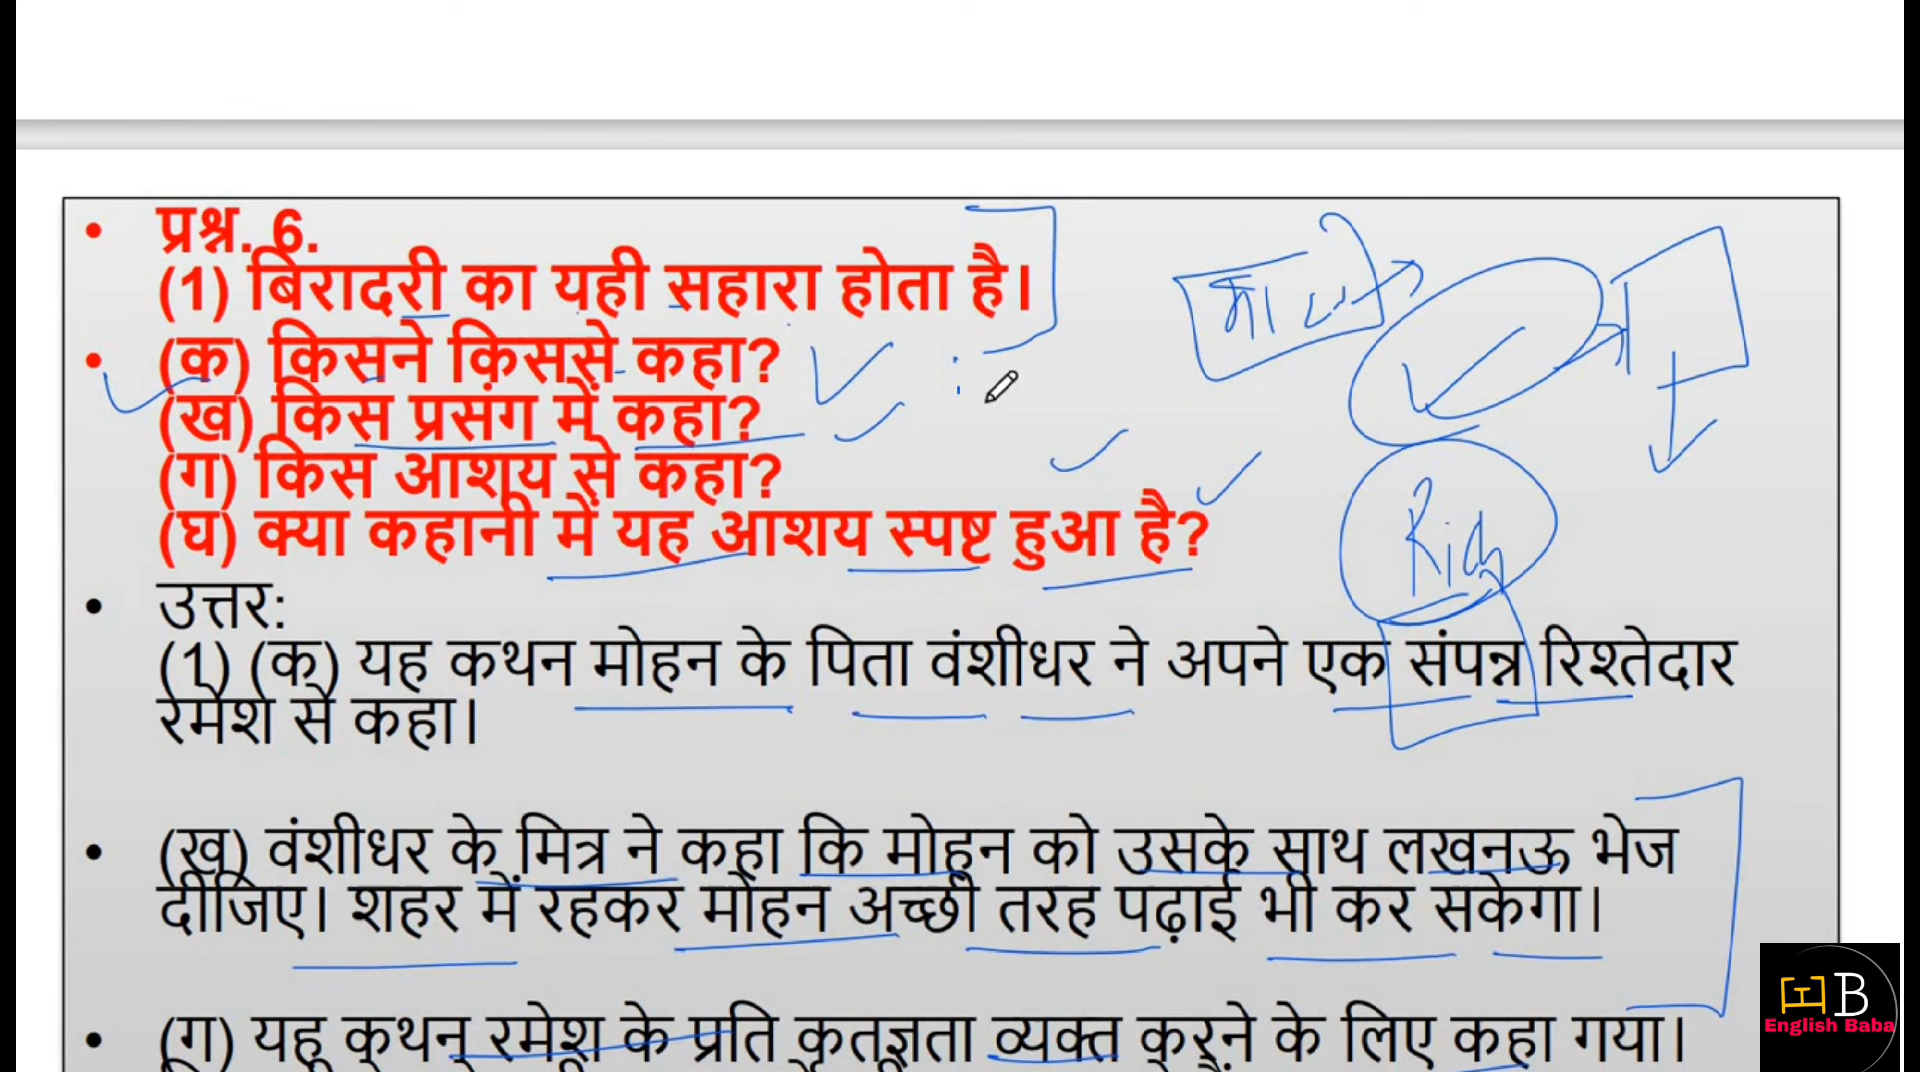 • प्रश्न. 6.
(1) बिरादरी का यही सहारा होता है।
• (क) किसने किससे कहा?
(ख) किस प्रसंग में कहा?
(ग) किस आशय से कहा?
(घ) क्या कहानी में यह आशय स्पष्ट हुआ है?
Rich
• उत्तर:
(1) (क) यह कथन मोहन के पिता वंशीधर ने अपने एक संपन्न रिश्तेदार
रमेश से कहा।
• (ख) वंशीधर के मित्र ने कहा कि मोहन को उसके साथ लखनऊ भेज
दीजिए। शहर में रहकर मोहन अच्छी तरह पढ़ाई भी कर सकेगा।
• (ग) यह कथन रमेश के प्रति कृतज्ञता व्यक्त करने के लिए कहा गया।
B
English Baba